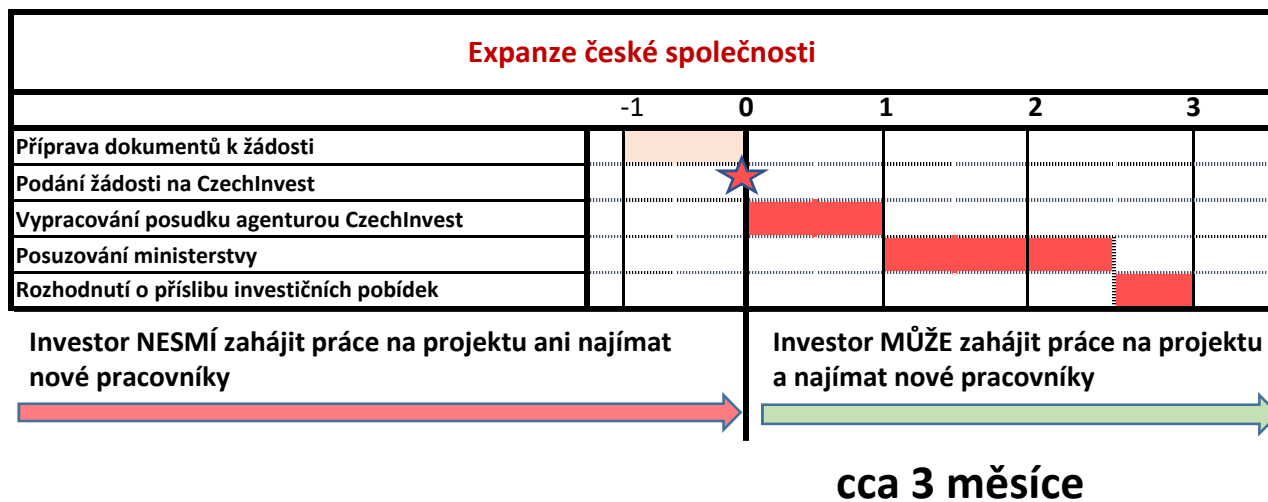 Expanze české společnosti
-1 0 1 2 3
Příprava dokumentů k žádosti
Podání žádosti na CzechInvest
Vypracování posudku agenturou CzechInvest
Posuzování ministerstvy
Rozhodnutí o příslibu investičních pobídek
Investor NESMÍ zahájit práce na projektu ani najímat
nové pracovníky
Investor MŮŽE zahájit práce na projektu
a najímat nové pracovníky
cca 3 měsíce